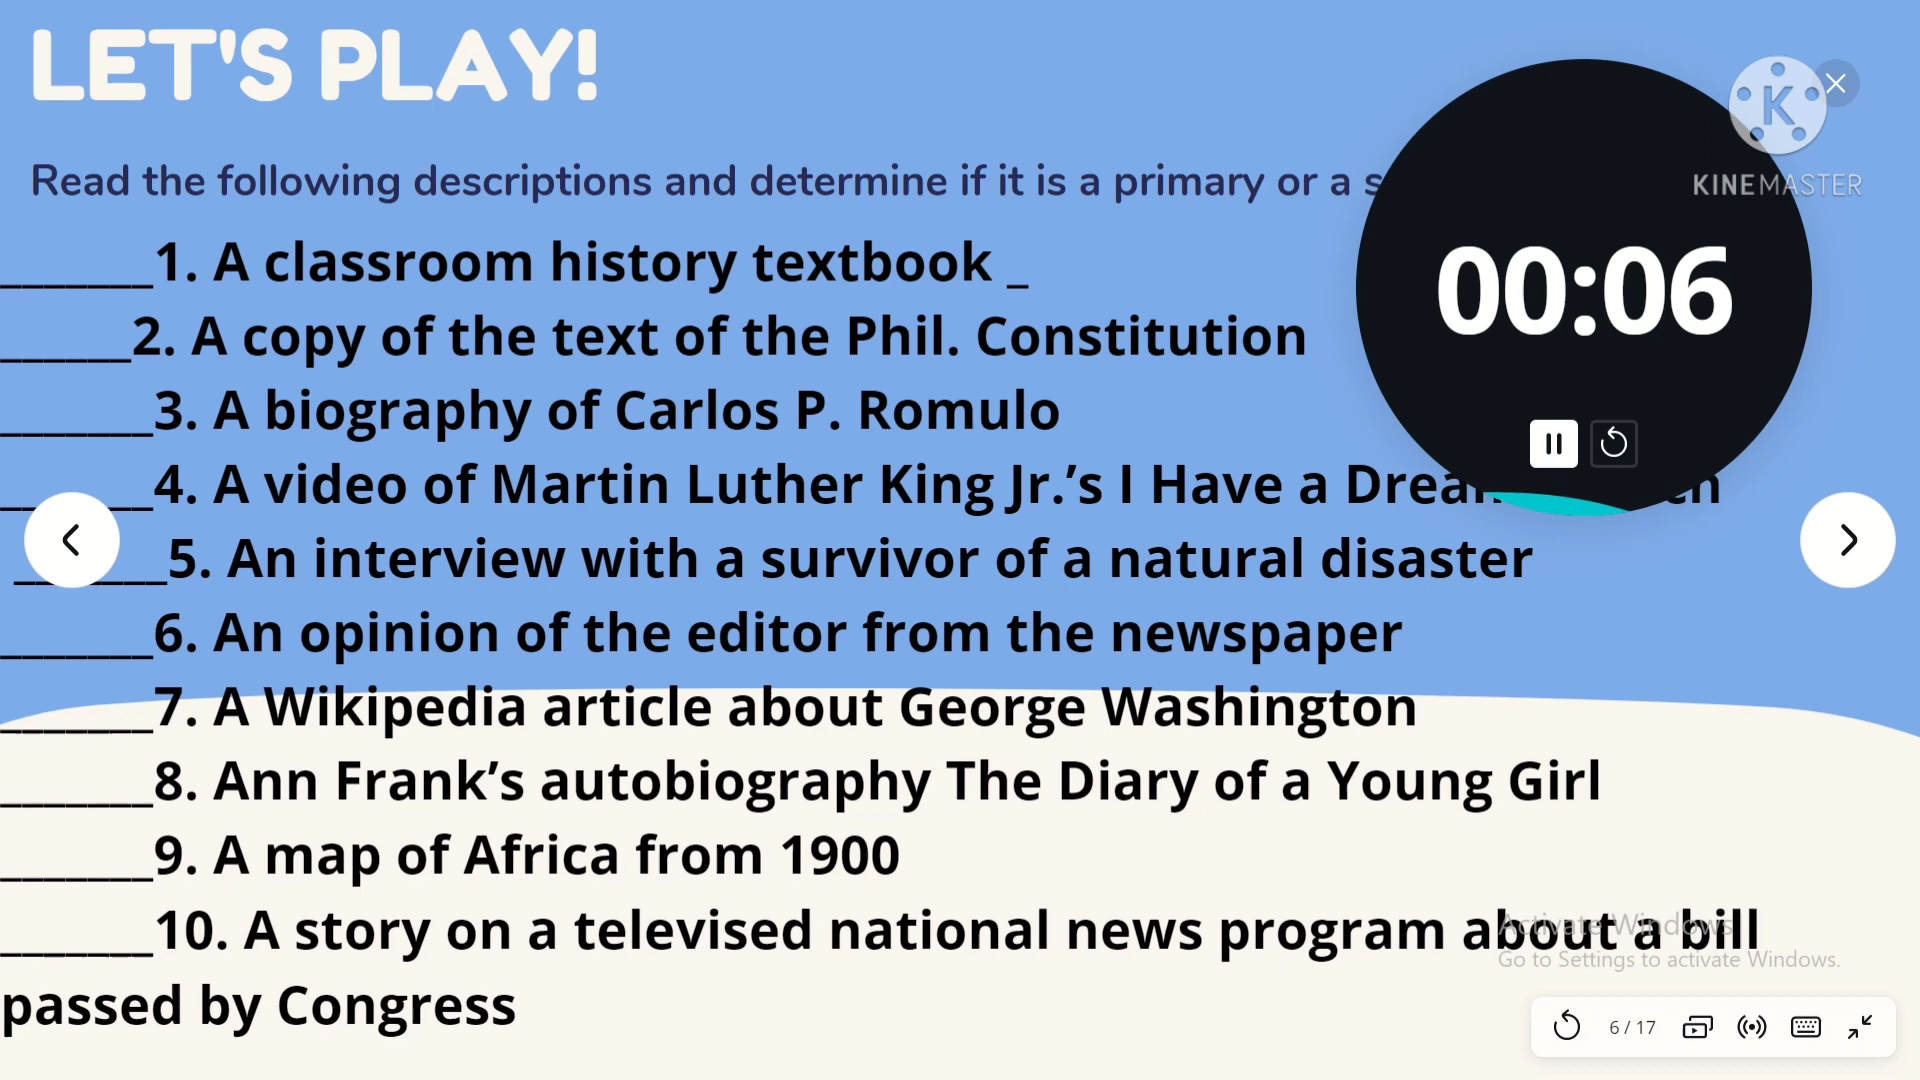 LET'S PLAY!
Read the following descriptions and determine if it is a primary or a
_______1. A classroom history textbook _
______2. A copy of the text of the Phil. Constitution
_______3. A biography of Carlos P. Romulo
_______4. A video of Martin Luther King Jr.’s I Have a
_______5. An interview with a survivor of a natural disaster
_______6. An opinion of the editor from the newspaper
_______7. A Wikipedia article about George Washington
_______8. Ann Frank’s autobiography The Diary of a Young Girl
_______9. A map of Africa from 1900
_______10. A story on a televised national news program about a bill
passed by Congress
00:06
K
KINEMASTER
Activate Windows
Go to Settings to activate Windows.
6 / 17